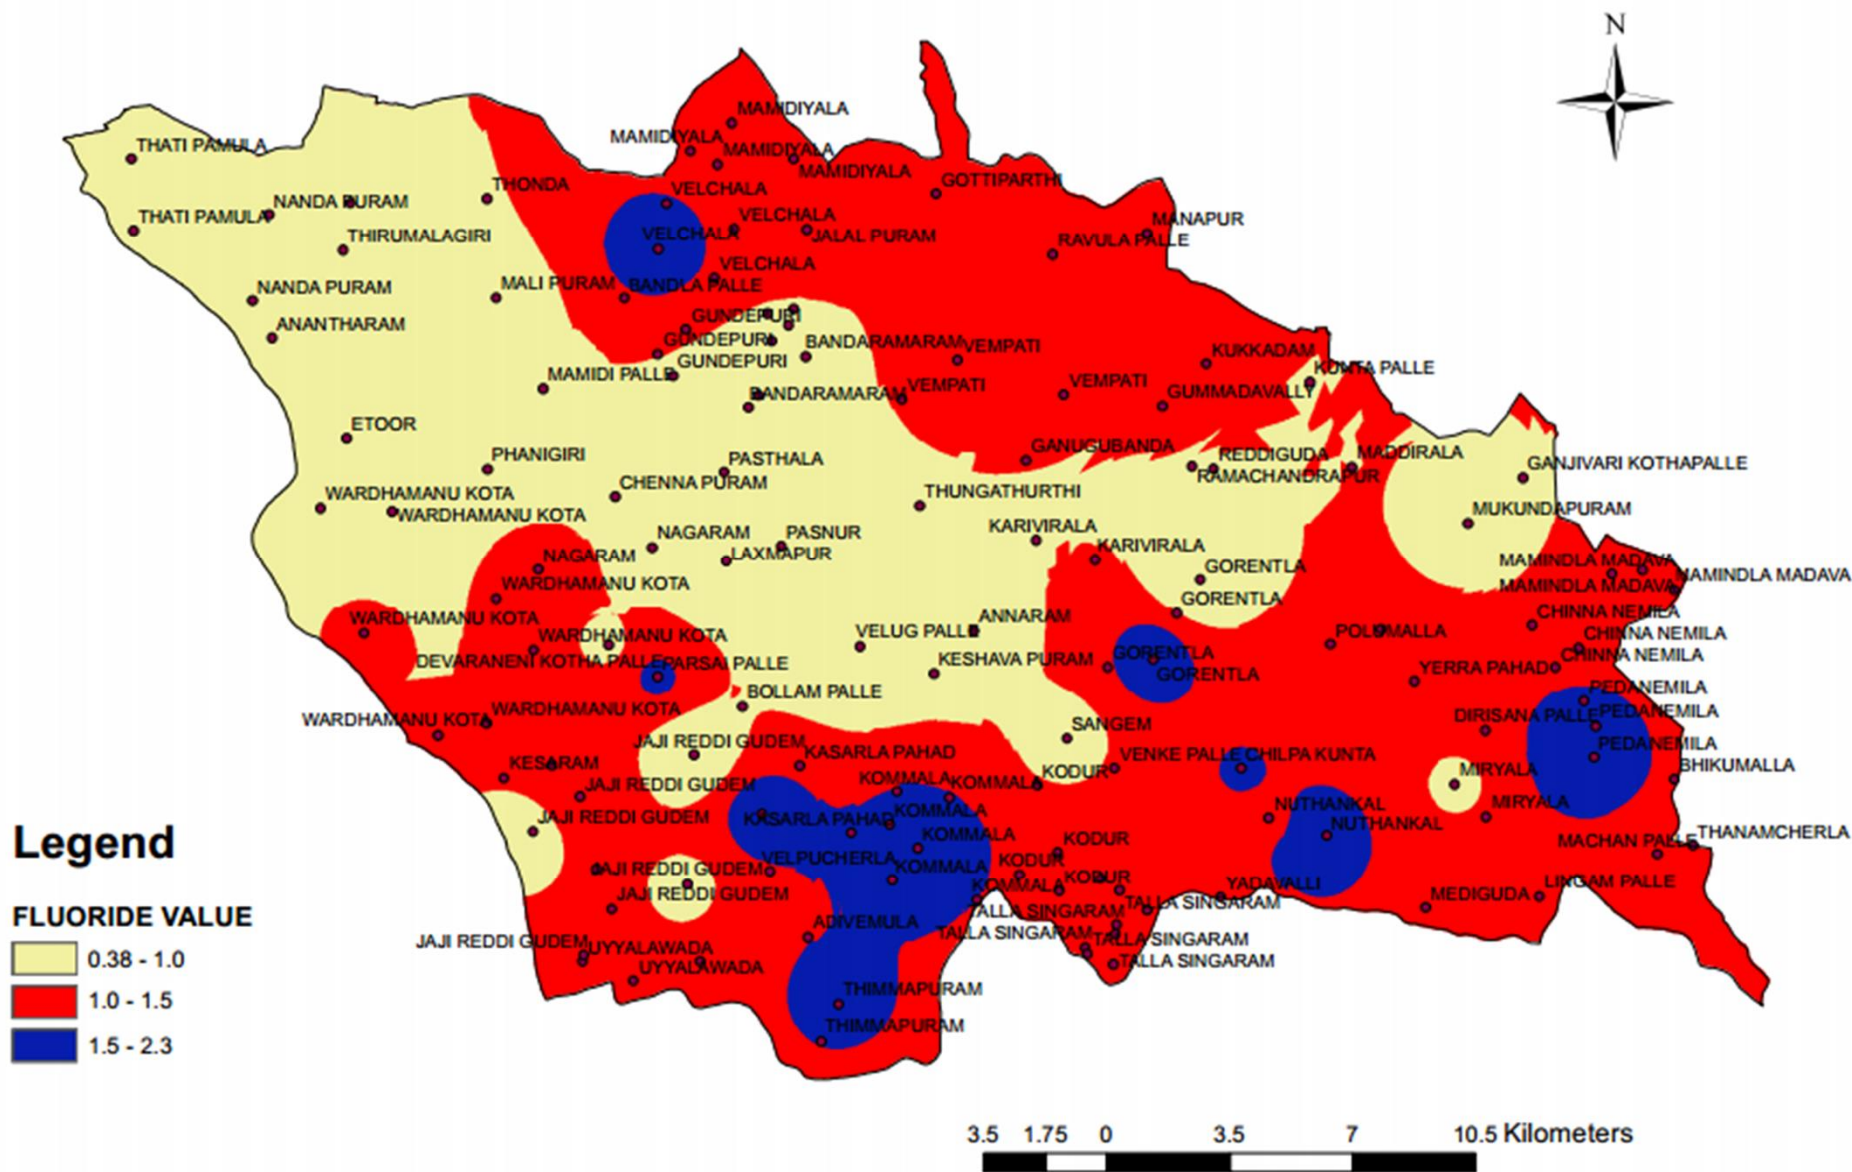 N
MAMIDIYALA
MAMIDIYALA
MAMIDIYALA
THATI PAMULA
MAMIDIYALA
GOTTIPARTHI
THONDA
VELCHALA
NANDA PURAM
THATI PAMULA
VELCHALA
MANAPUR
THIRUMALAGIRI
VELCHALA
JALAL PURAM
RAVULA PALLE
VELCHALA
NANDA PURAM
MALI PURAM
BANDLA PALLE
ANANTHARAM
GUNDEPURI
GUNDEPURI
BANDARAMARAM
VEMPATI
KUKKADAM
GUNDEPURI
KUNTA PALLE
MAMIDI PALLE
VEMPATI
VEMPATI
BANDARAMARAM
GUMMADAVALLY
ETOOR
GANUGUBANDA
REDDIGUDA
MADDIRALA
PHANIGIRI
PASTHALA
GANJIVARI KOTHAPALLE
RAMACHANDRAPUR
CHENNA PURAM
WARDHAMANU KOTA
THUNGATHURTHI
WARDHAMANU KOTA
MUKUNDAPURAM
KARIVIRALA
NAGARAM
PASNUR
KARIVIRALA
NAGARAM
LAXMAPUR
GORENTLA
MAMINDLA MADAVA
MAMINDLA MADAVA
WARDHAMANU KOTA
MAMINDLA MADAVA
GORENTLA
CHINNA NEMILA
WARDHAMANU KOTA
ANNARAM
WARDHAMANU KOTA
VELUG PALLE
POLUMALLA
CHINNA NEMILA
DEVARANENI KOTHA PALLE
PARSAI PALLE
KESHAVA PURAM
GORENTLA
CHINNA NEMILA
GORENTLA
YERRA PAHAD
BOLLAM PALLE
PEDANEMILA
WARDHAMANU KOTA
WARDHAMANU KOTA
SANGEM
DIRISANA PALLE
PEDANEMILA
JAJI REDDI GUDEM
KASARLA PAHAD
VENKE PALLE
CHILPA KUNTA
PEDANEMILA
KESARAM
KODUR
MIRYALA
BHIKUMALLA
JAJI REDDI GUDEM
KOMMALA
KOMMALA
KOMMALA
NUTHANKAL
MIRYALA
JAJI REDDI GUDEM
KASARLA PAHAD
KOMMALA
NUTHANKAL
THANAMCHERLA
KODUR
MACHAN PALLE
VELPUCHERLA
KODUR
JAJI REDDI GUDEM
KOMMALA
KODUR
KOMMALA
YADAVALLI
LINGAM PALLE
JAJI REDDI GUDEM
MEDIGUDA
TALLA SINGARAM
TALLA SINGARAM
ADIVEMULA
TALLA SINGARAM
TALLA SINGARAM
JAJI REDDI GUDEM
UYYALAWADA
TALLA SINGARAM
UYYALAWADA
THIMMAPURAM
THIMMAPURAM
Legend
FLUORIDE VALUE
0.38 - 1.0
1.0 - 1.5
1.5 - 2.3
3.5 1.75 0 3.5 7 10.5 Kilometers